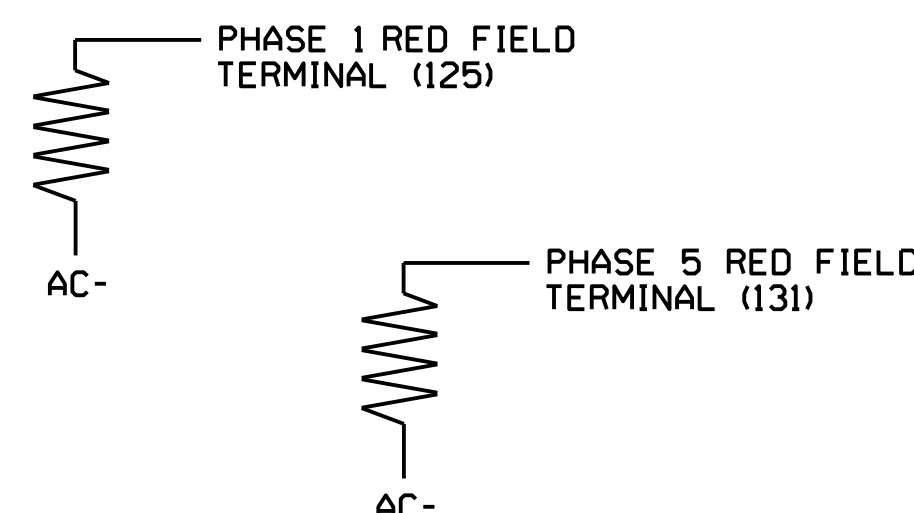 PHASE 1 RED FIELD
TERMINAL (125)
AC-
PHASE 5 RED FIELD
TERMINAL (131)
AC-